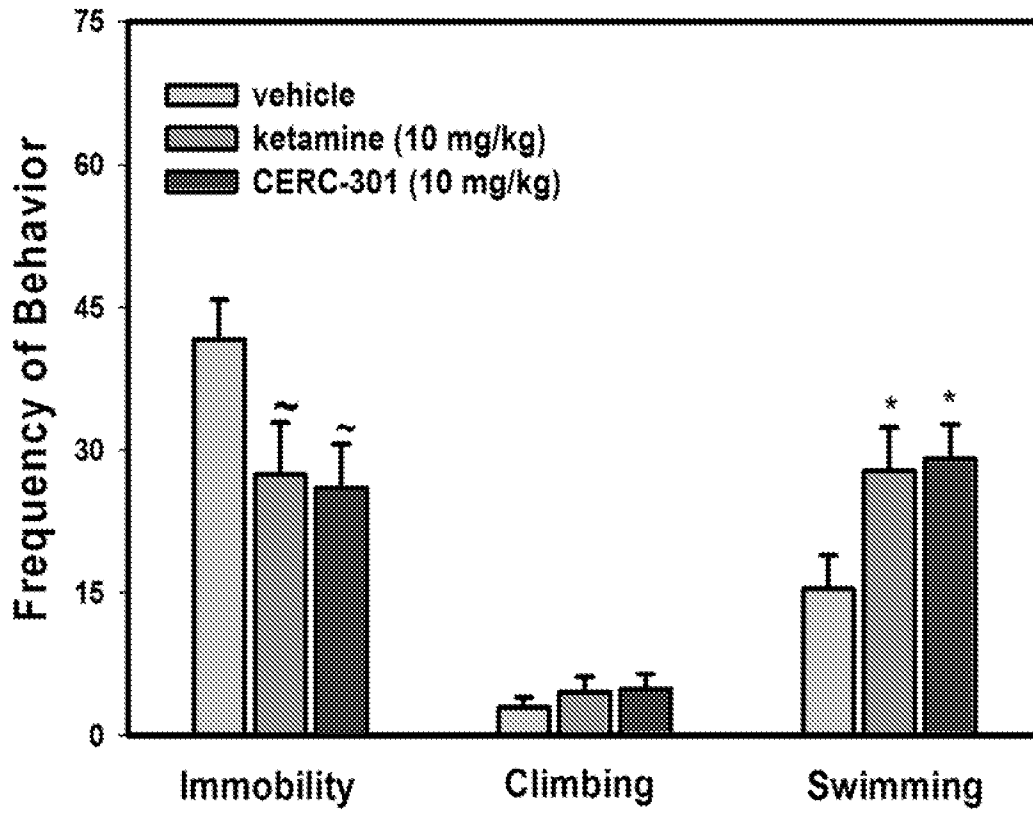 Frequency of Behavior
75
60
45
30
15
0
vehicle
ketamine (10 mg/kg)
CERC-301 (10 mg/kg)
~
~
*
*
Immobility Climbing Swimming